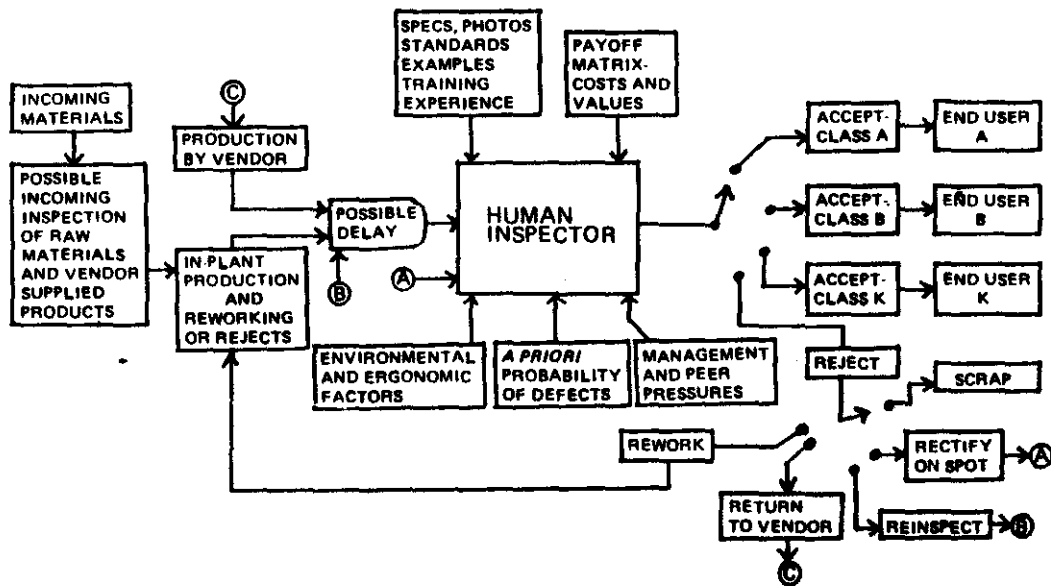 SPECS, PHOTOS
STANDARDS
EXAMPLES
TRAINING
EXPERIENCE
PAYOFF
MATRIX-
COSTS AND
VALUES
INCOMING
MATERIALS
C
PRODUCTION
BY VENDOR
ACCEPT-
CLASS A
END USER
A
POSSIBLE
INCOMING
INSPECTION
OF RAW
MATERIALS
AND VENDOR
SUPPLIED
PRODUCTS
POSSIBLE
DELAY
HUMAN
INSPECTOR
ACCEPT-
CLASS B
END USER
B
IN-PLANT
PRODUCTION
AND
REWORKING
OR REJECTS
B
A
ACCEPT-
CLASS K
END USER
K
ENVIRONMENTAL
AND ERGONOMIC
FACTORS
A PRIORI
PROBABILITY
OF DEFECTS
MANAGEMENT
AND PEER
PRESSURES
REJECT
SCRAP
REWORK
RECTIFY
ON SPOT
A
RETURN
TO VENDOR
REINSPECT
B
C